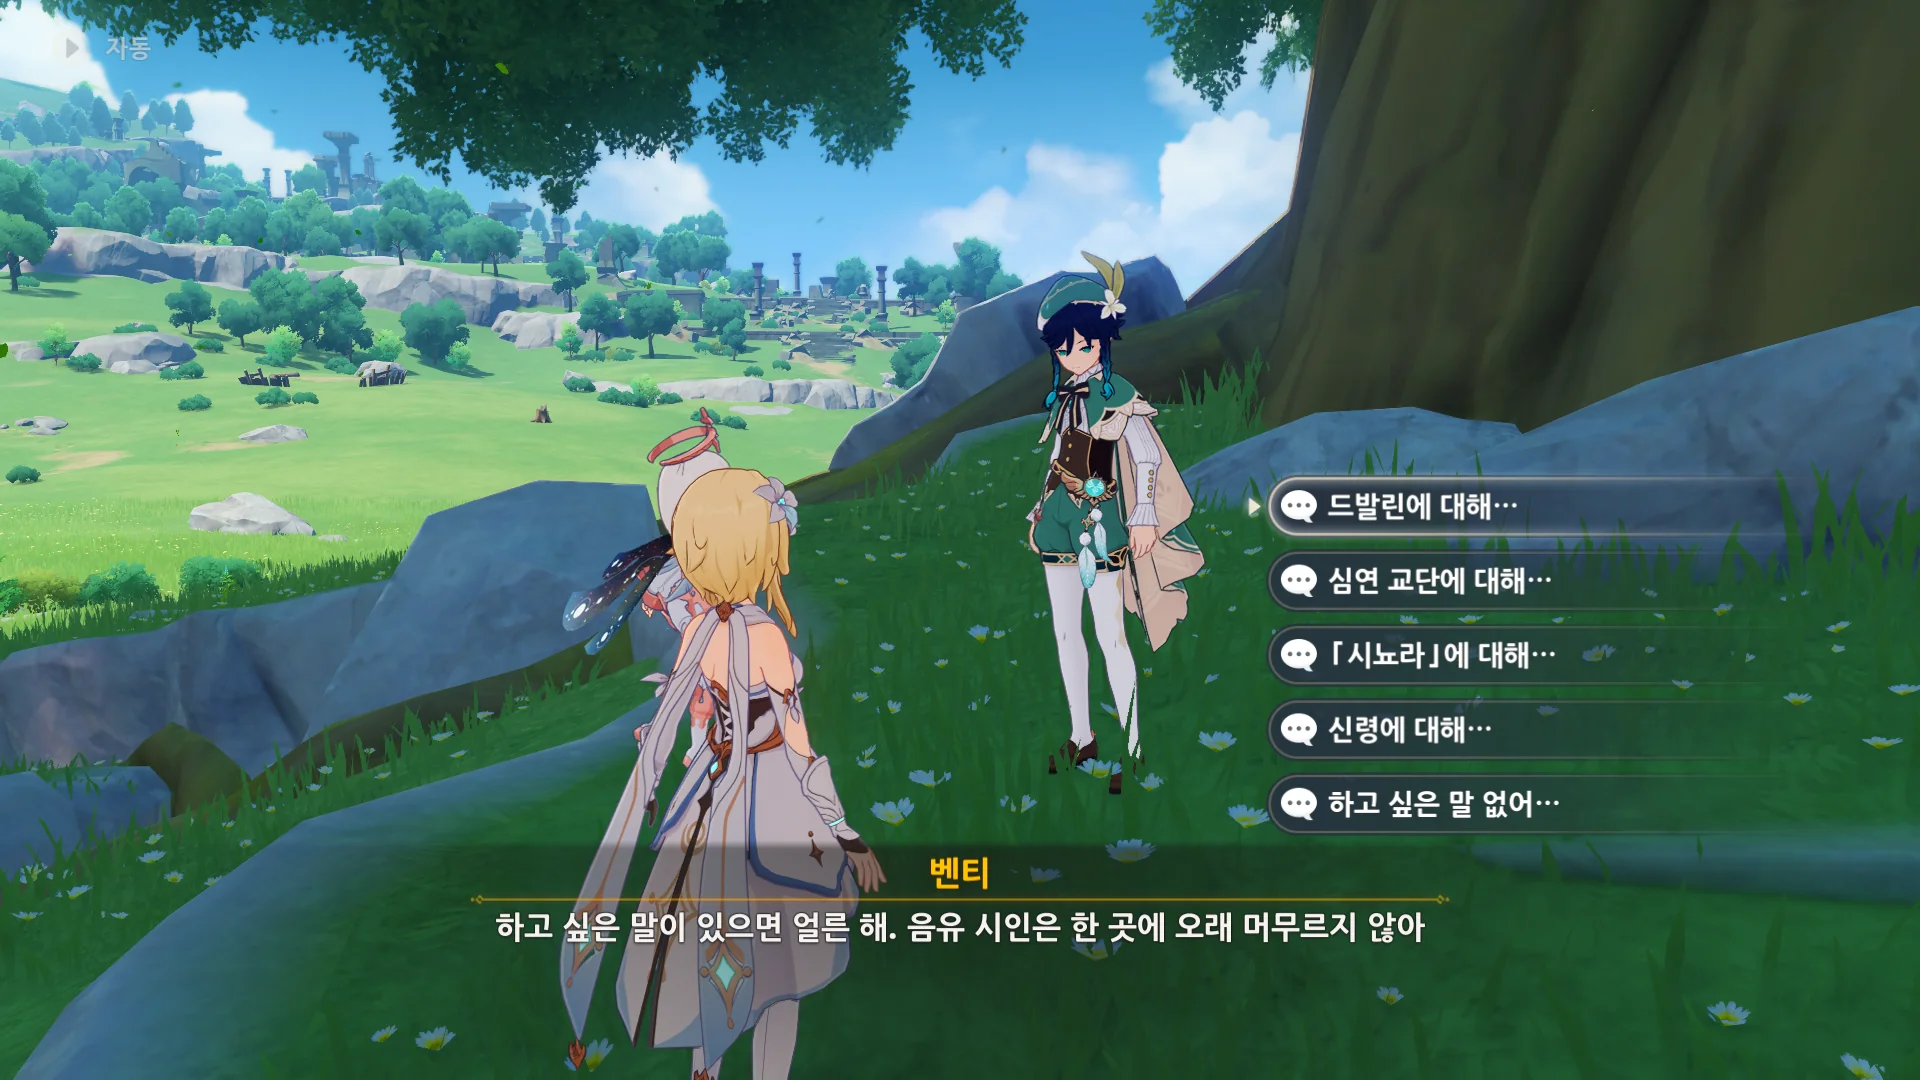 자동
드발린에 대해…
심연 교단에 대해…
「시뇨라」에 대해…
신령에 대해…
하고 싶은 말 없어…
벤티
하고 싶은 말이 있으면 얼른 해. 음유 시인은 한 곳에 오래 머무르지 않아